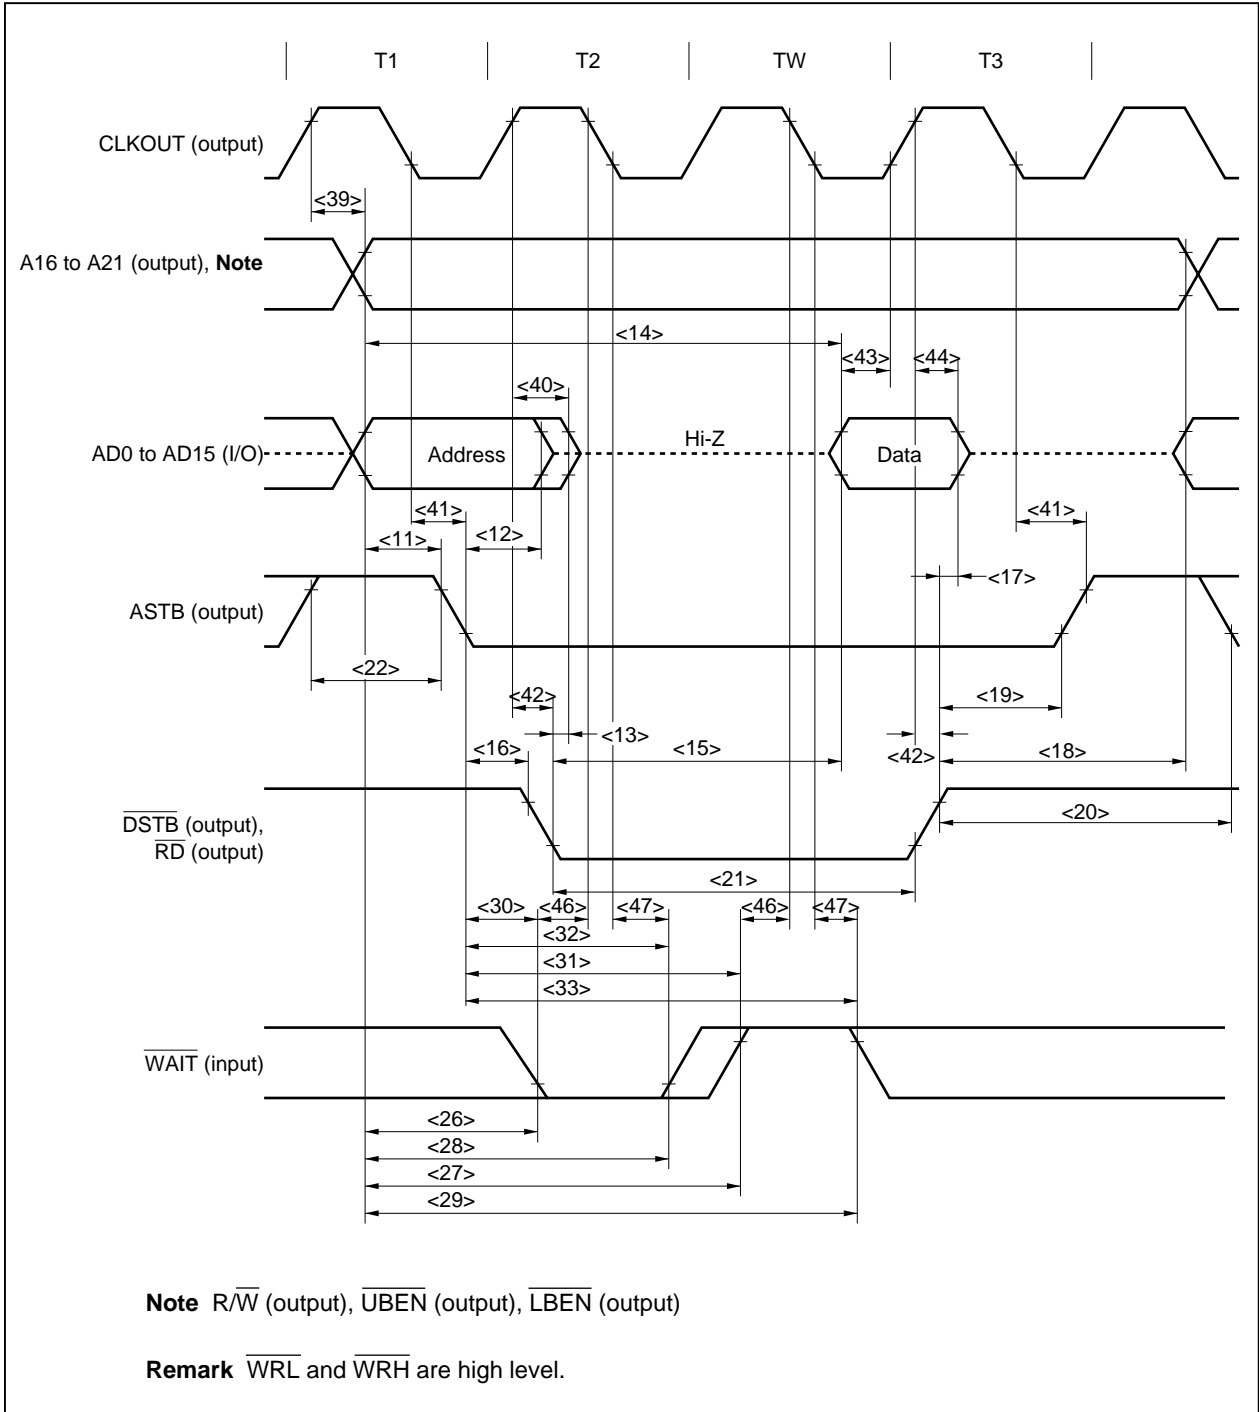 T1 T2 TW T3
CLKOUT (output)
<39>
A16 to A21 (output), Note
<14>
<43> <44>
<40>
AD0 to AD15 (I/O) Address Hi-Z Data
<41> <41>
<11> <12>
<17>
ASTB (output)
<22>
<42> <19>
<13>
<16> <15> <42> <18>
<20>
DSTB (output),
RD (output)
<21>
<30> <46> <47> <46> <47>
<32>
<31>
<33>
WAIT (input)
<26>
<28>
<27>
<29>
Note R/W (output), UBEN (output), LBEN (output)
Remark WRL and WRH are high level.